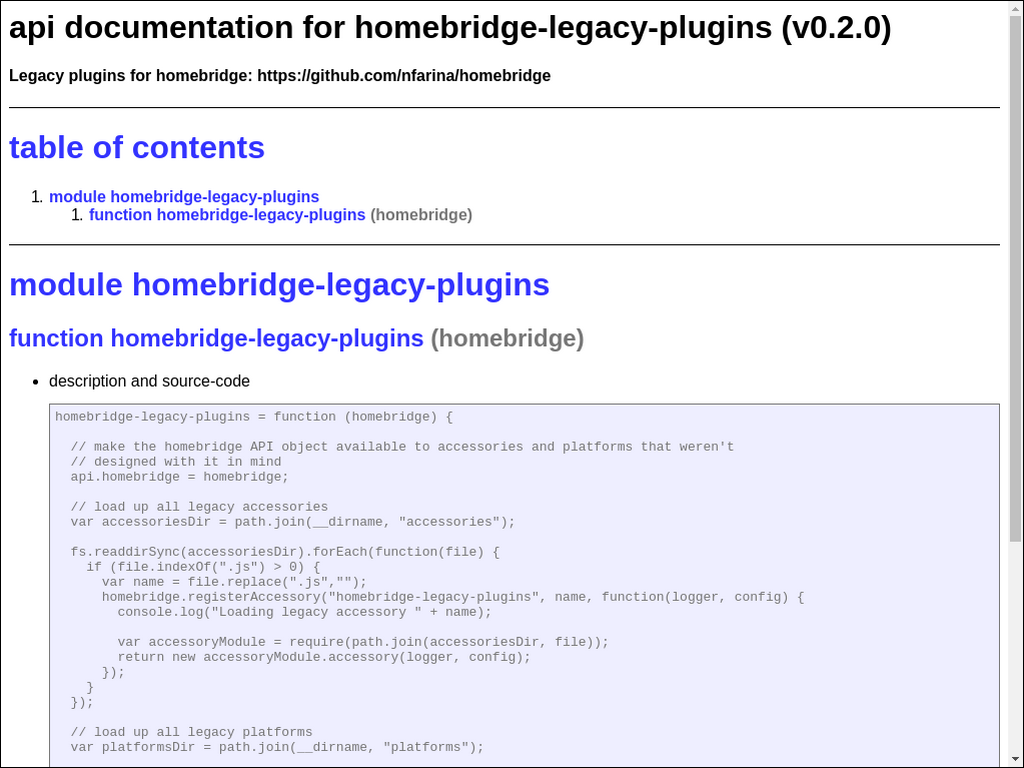 api documentation for homebridge-legacy-plugins (v0.2.0)
Legacy plugins for homebridge: https://github.com/nfarina/homebridge
table of contents
1. module homebridge-legacy-plugins
1. function homebridge-legacy-plugins (homebridge)
module homebridge-legacy-plugins
function homebridge-legacy-plugins (homebridge)
• description and source-code
homebridge-legacy-plugins = function (homebridge) {
  // make the homebridge API object available to accessories and platforms that weren't
  // designed with it in mind
  api.homebridge = homebridge;
  // load up all legacy accessories
  var accessoriesDir = path.join(__dirname, "accessories");
  fs.readdirSync(accessoriesDir).forEach(function(file) {
    if (file.indexOf(".js") > 0) {
      var name = file.replace(".js","");
      homebridge.registerAccessory("homebridge-legacy-plugins", name, function(logger, config) {
        console.log("Loading legacy accessory " + name);
        var accessoryModule = require(path.join(accessoriesDir, file));
        return new accessoryModule.accessory(logger, config);
      });
    }
  });
  // load up all legacy platforms
  var platformsDir = path.join(__dirname, "platforms");